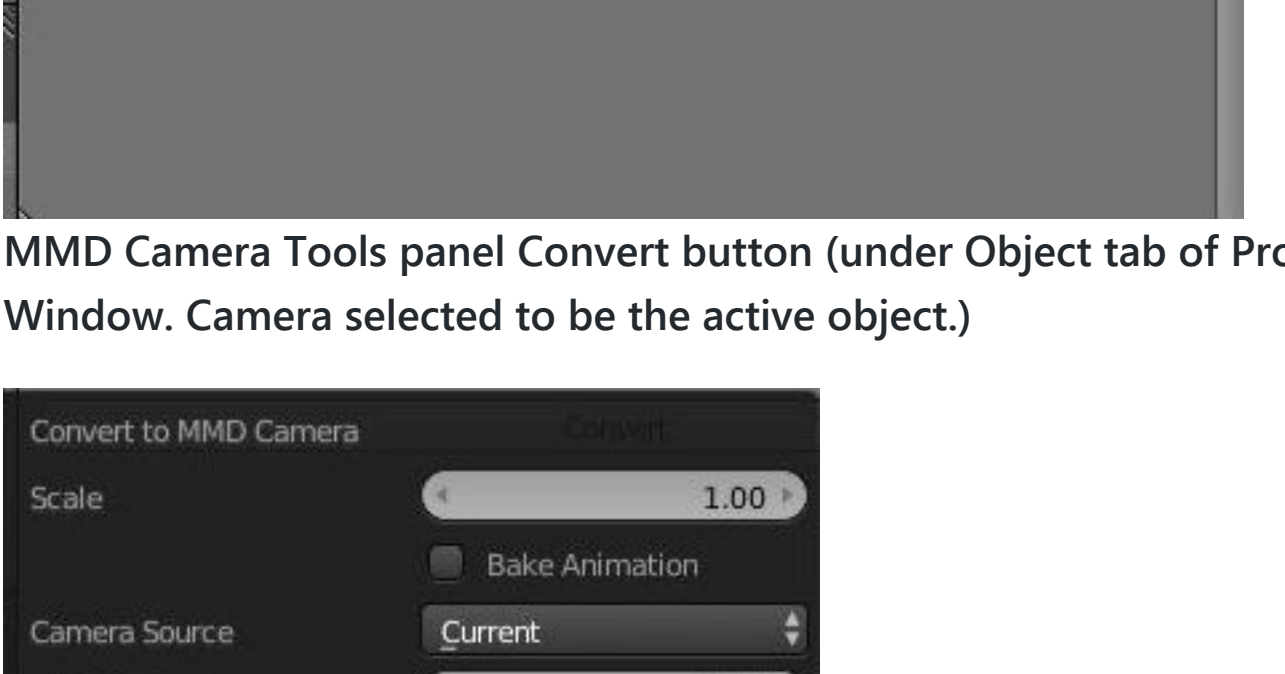 MMD Camera Tools panel Convert button (under Object tab of Pro
Window. Camera selected to be the active object.)
Convert to MMD Camera Convert
Scale 1.00
Bake Animation
Camera Source Current